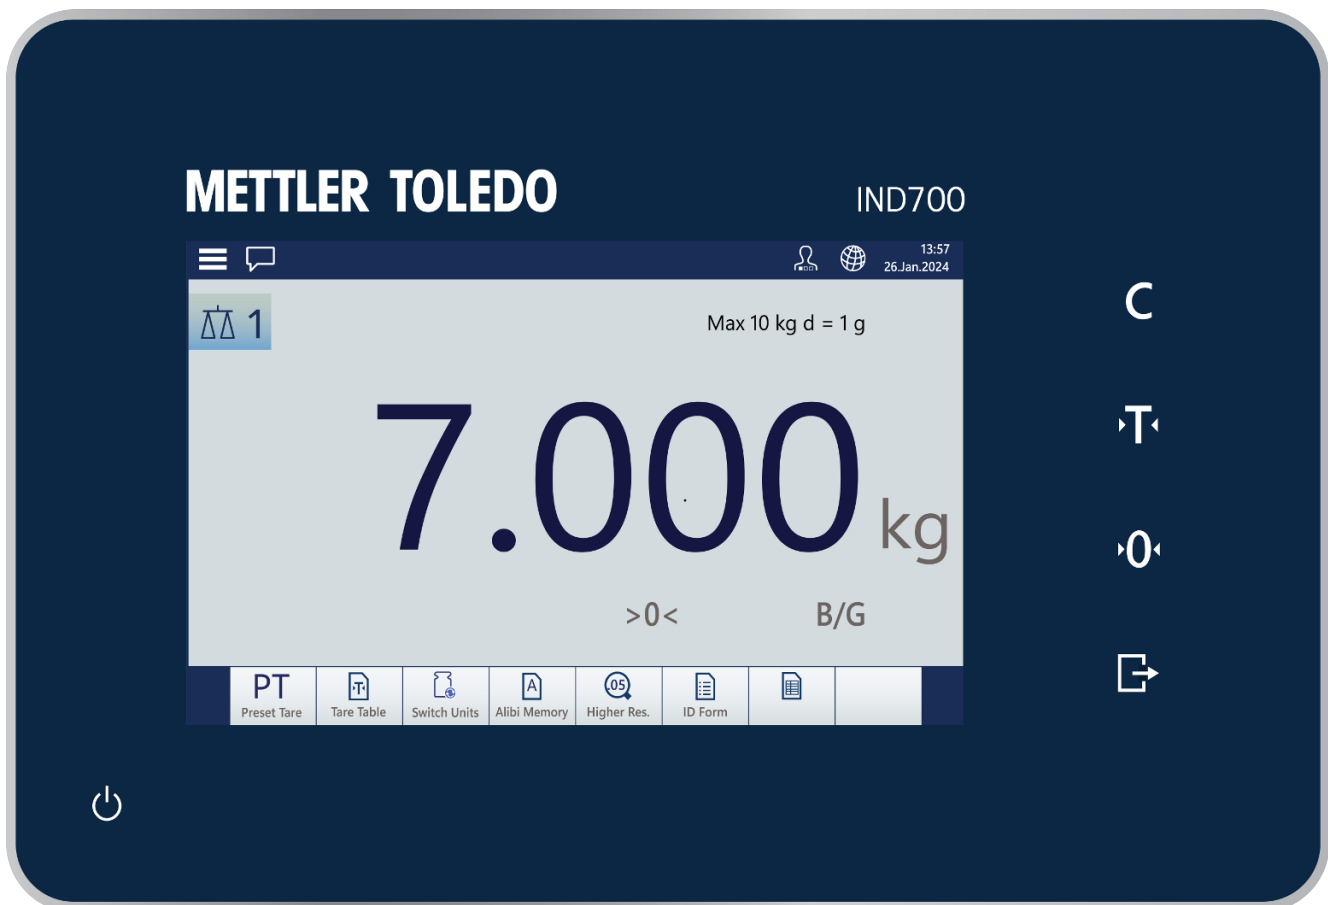 METTLER TOLEDO
IND700
13:57
26.Jan.2024
1
Max 10 kg d = 1 g
7.000 kg
>0< B/G
PT
Preset Tare
Tare Table
Switch Units
A
Alibi Memory
.05
Higher Res.
ID Form
C
T
0